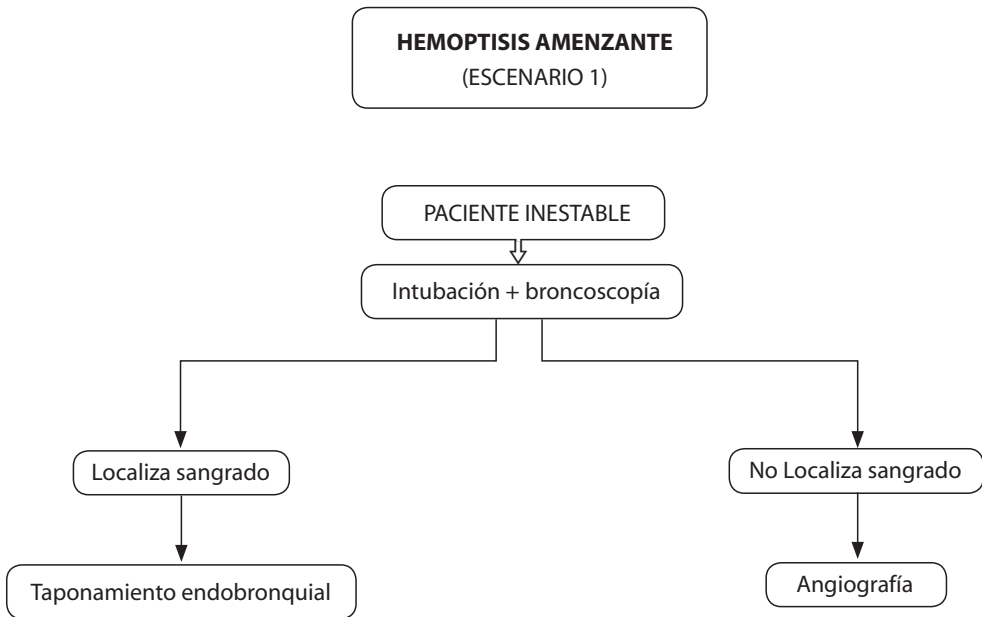 HEMOPTISIS AMENZANTE
(ESCENARIO 1)
PACIENTE INESTABLE
Intubación + broncoscopía
Localiza sangrado
No Localiza sangrado
Taponamiento endobronquial
Angiografía